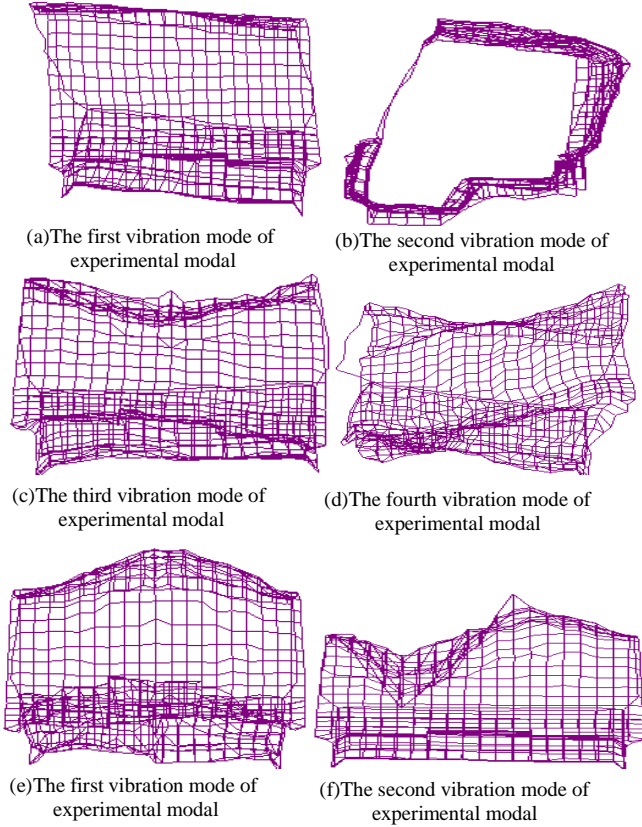 (a)The first vibration mode of
experimental modal
(b)The second vibration mode of
experimental modal
(c)The third vibration mode of
experimental modal
(d)The fourth vibration mode of
experimental modal
(e)The first vibration mode of
experimental modal
(f)The second vibration mode of
experimental modal